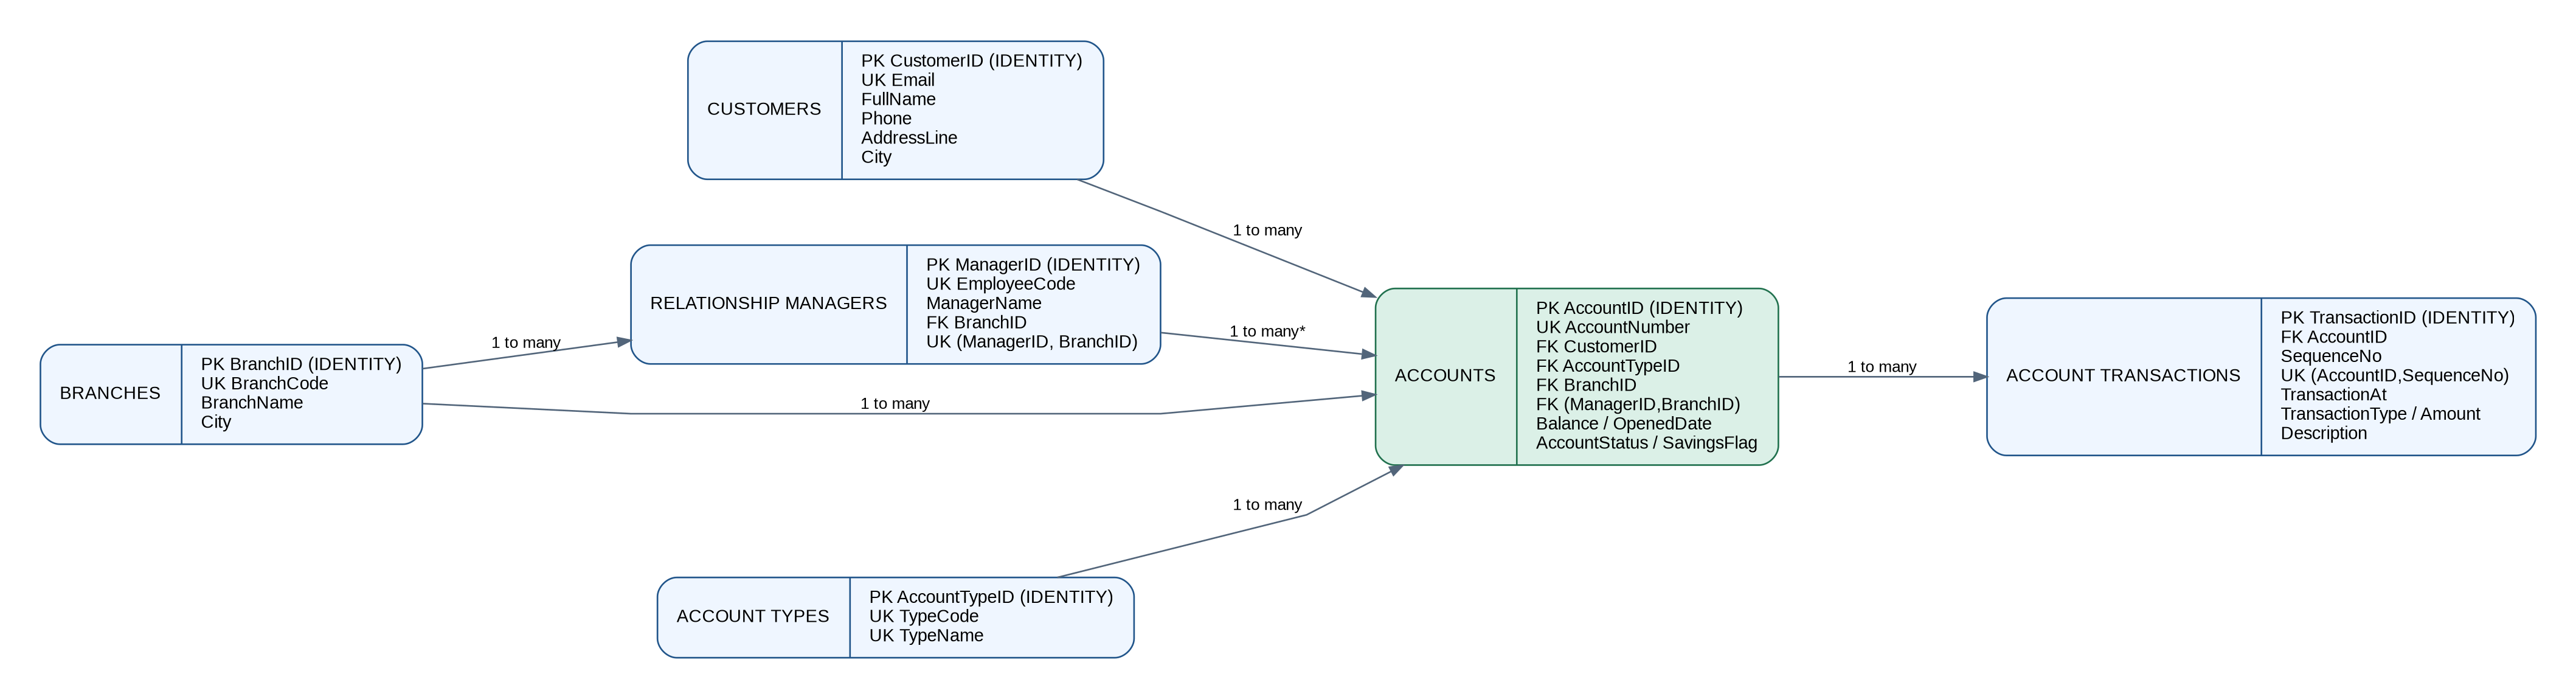 CUSTOMERS
PK CustomerID (IDENTITY)
UK Email
FullName
Phone
AddressLine
City
1 to many
RELATIONSHIP MANAGERS
PK ManagerID (IDENTITY)
UK EmployeeCode
ManagerName
FK BranchID
UK (ManagerID, BranchID)
1 to many*
BRANCHES
PK BranchID (IDENTITY)
UK BranchCode
BranchName
City
1 to many
1 to many
ACCOUNTS
PK AccountID (IDENTITY)
UK AccountNumber
FK CustomerID
FK AccountTypeID
FK BranchID
FK (ManagerID,BranchID)
Balance / OpenedDate
AccountStatus / SavingsFlag
1 to many
ACCOUNT TRANSACTIONS
PK TransactionID (IDENTITY)
FK AccountID
SequenceNo
UK (AccountID,SequenceNo)
TransactionAt
TransactionType / Amount
Description
1 to many
ACCOUNT TYPES
PK AccountTypeID (IDENTITY)
UK TypeCode
UK TypeName